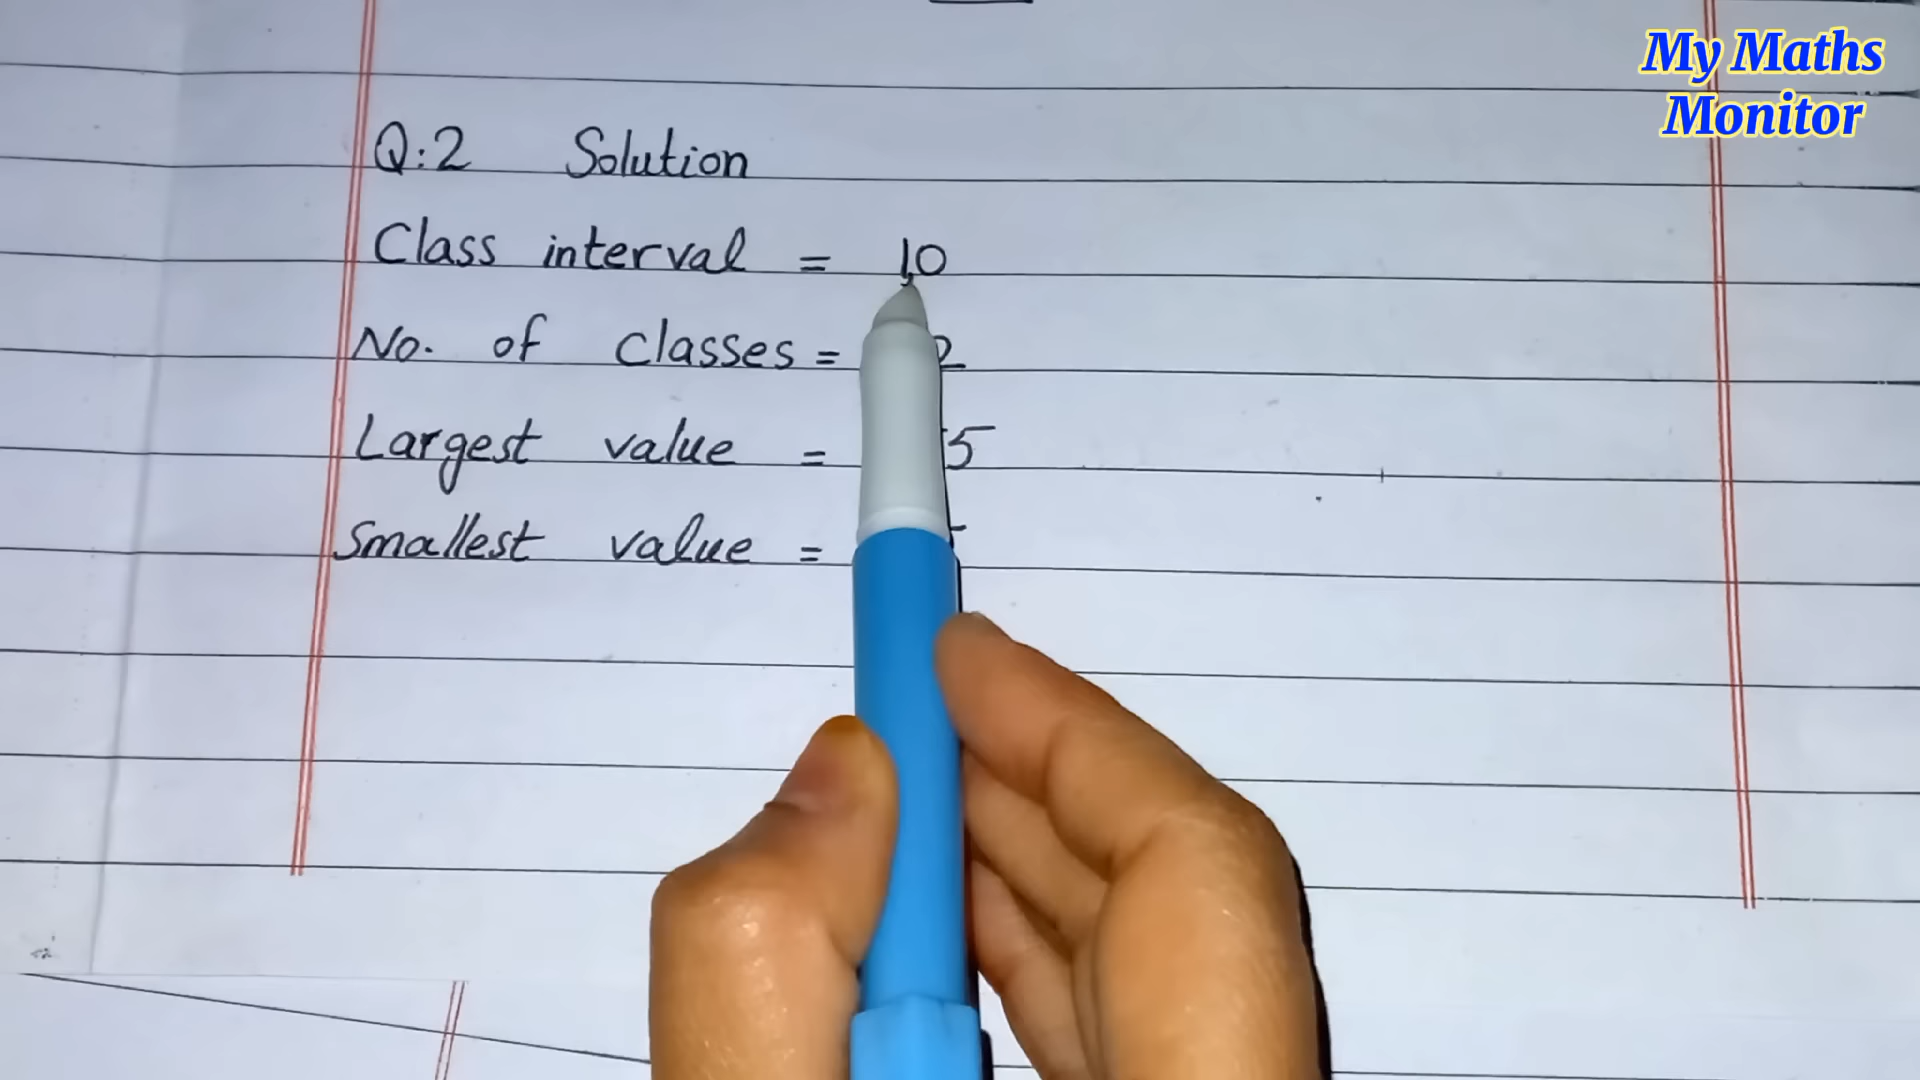 My Maths
Monitor
Q:2 Solution
Class interval = 10
No. of classes =
Largest value =
Smallest value =